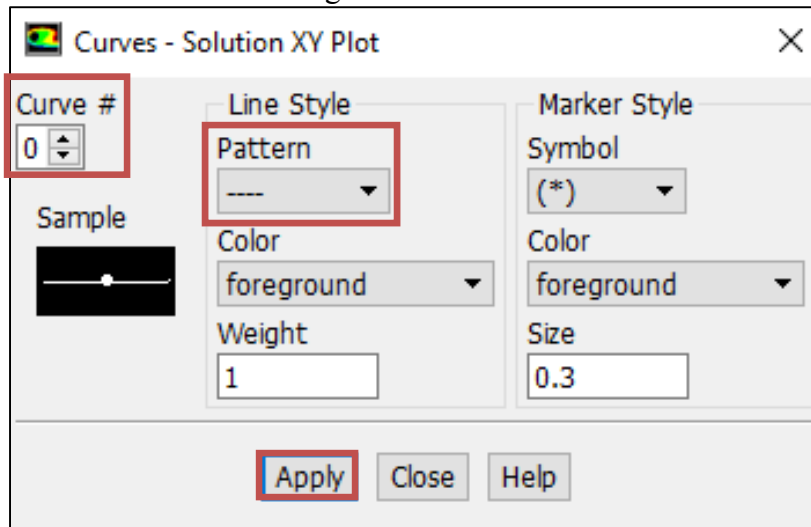 Curves - Solution XY Plot
Curve #
0
Sample
Line Style
Pattern
----
Color
foreground
Weight
1
Marker Style
Symbol
(*)
Color
foreground
Size
0.3
Apply
Close
Help